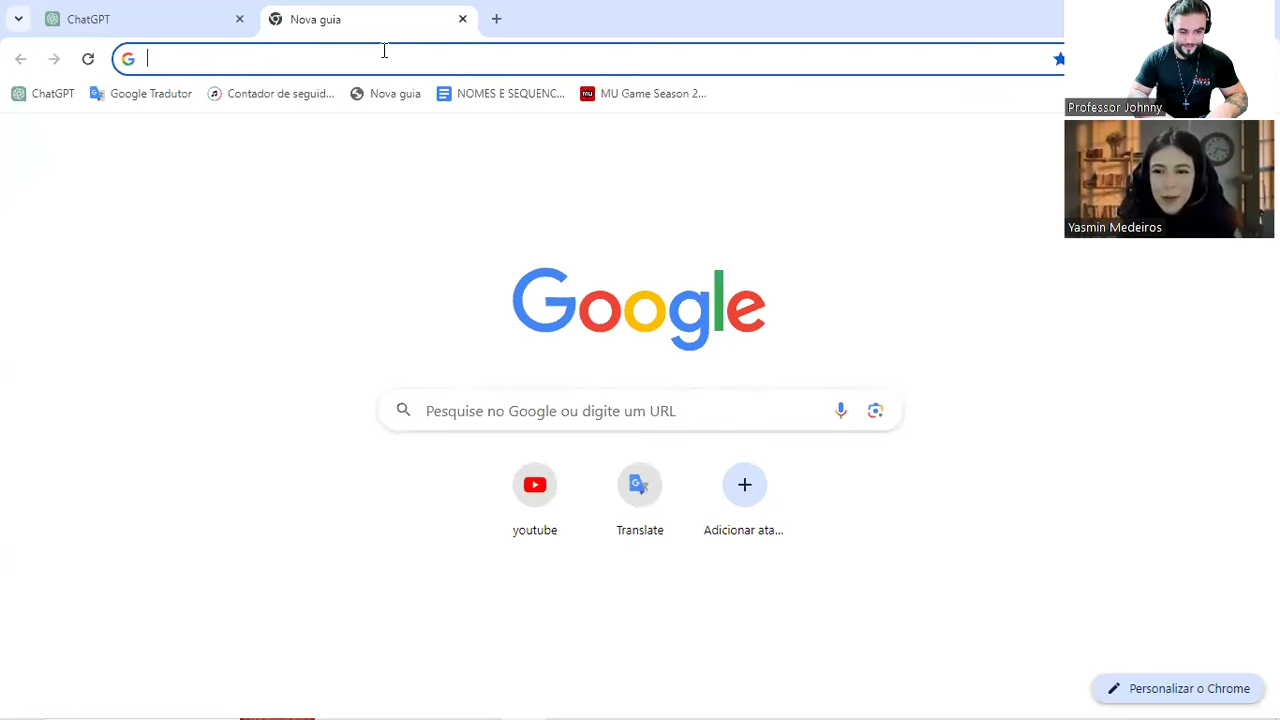 ChatGPT
Nova guia
ChatGPT
Google Tradutor
Contador de seguid...
Nova guia
NOMES E SEQUENC...
MU Game Season 2...
Professor Johnny
Yasmin Medeiros
Google
Pesquise no Google ou digite um URL
youtube
Translate
Adicionar ata...
Personalizar o Chrome